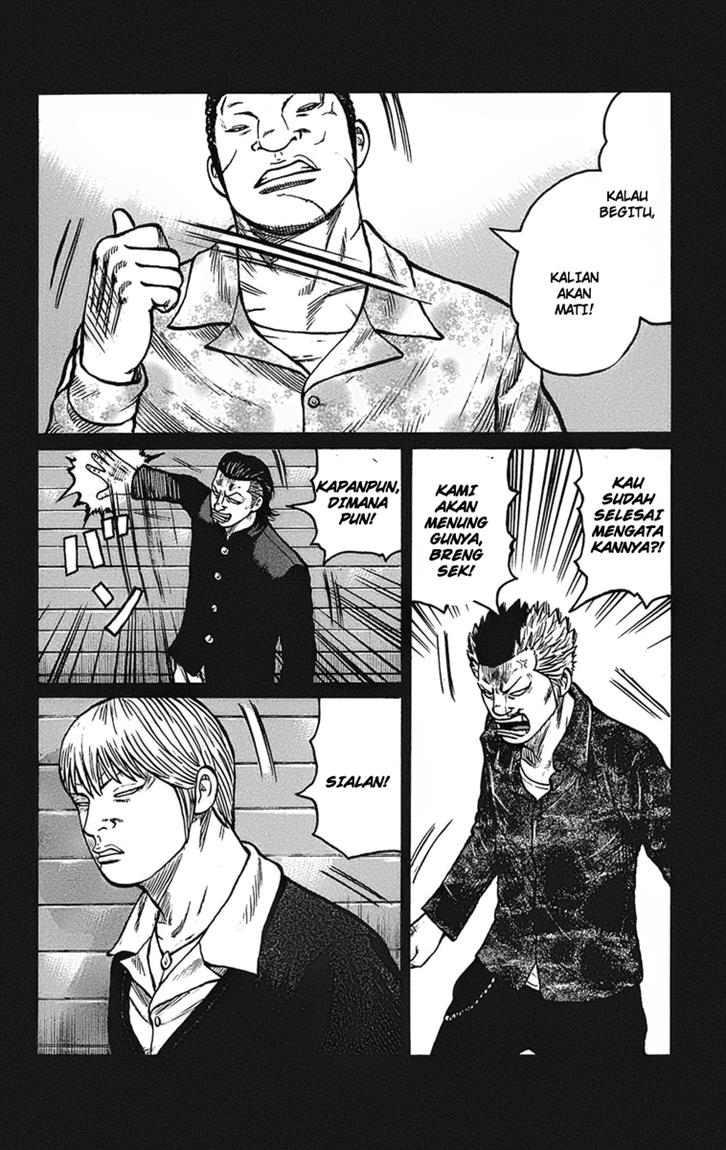 KALAU
BEGITU,
KALIAN
AKAN
MATI!
KAU
SUDAH
SELESAI
MENGATA
KANNYA?!
KAMI
AKAN
MENUNG
GUNYA,
BRENG
SEK!
KAPANPUN,
DIMANA
PUN!
SIALAN!